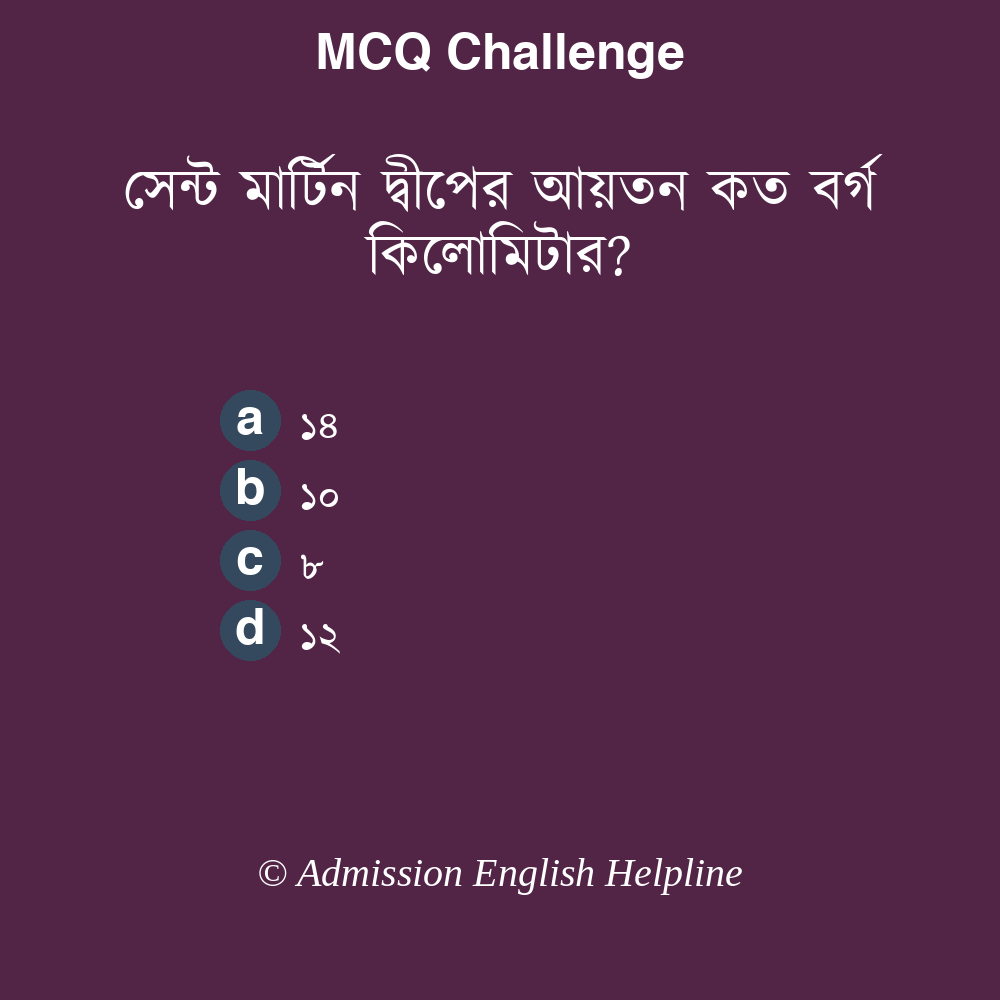 MCQ Challenge
সেন্ট মার্টিন দ্বীপের আয়তন কত বর্গ
কিলোমিটার?
a ১৪
b ১০
c ৮
d ১২
© Admission English Helpline